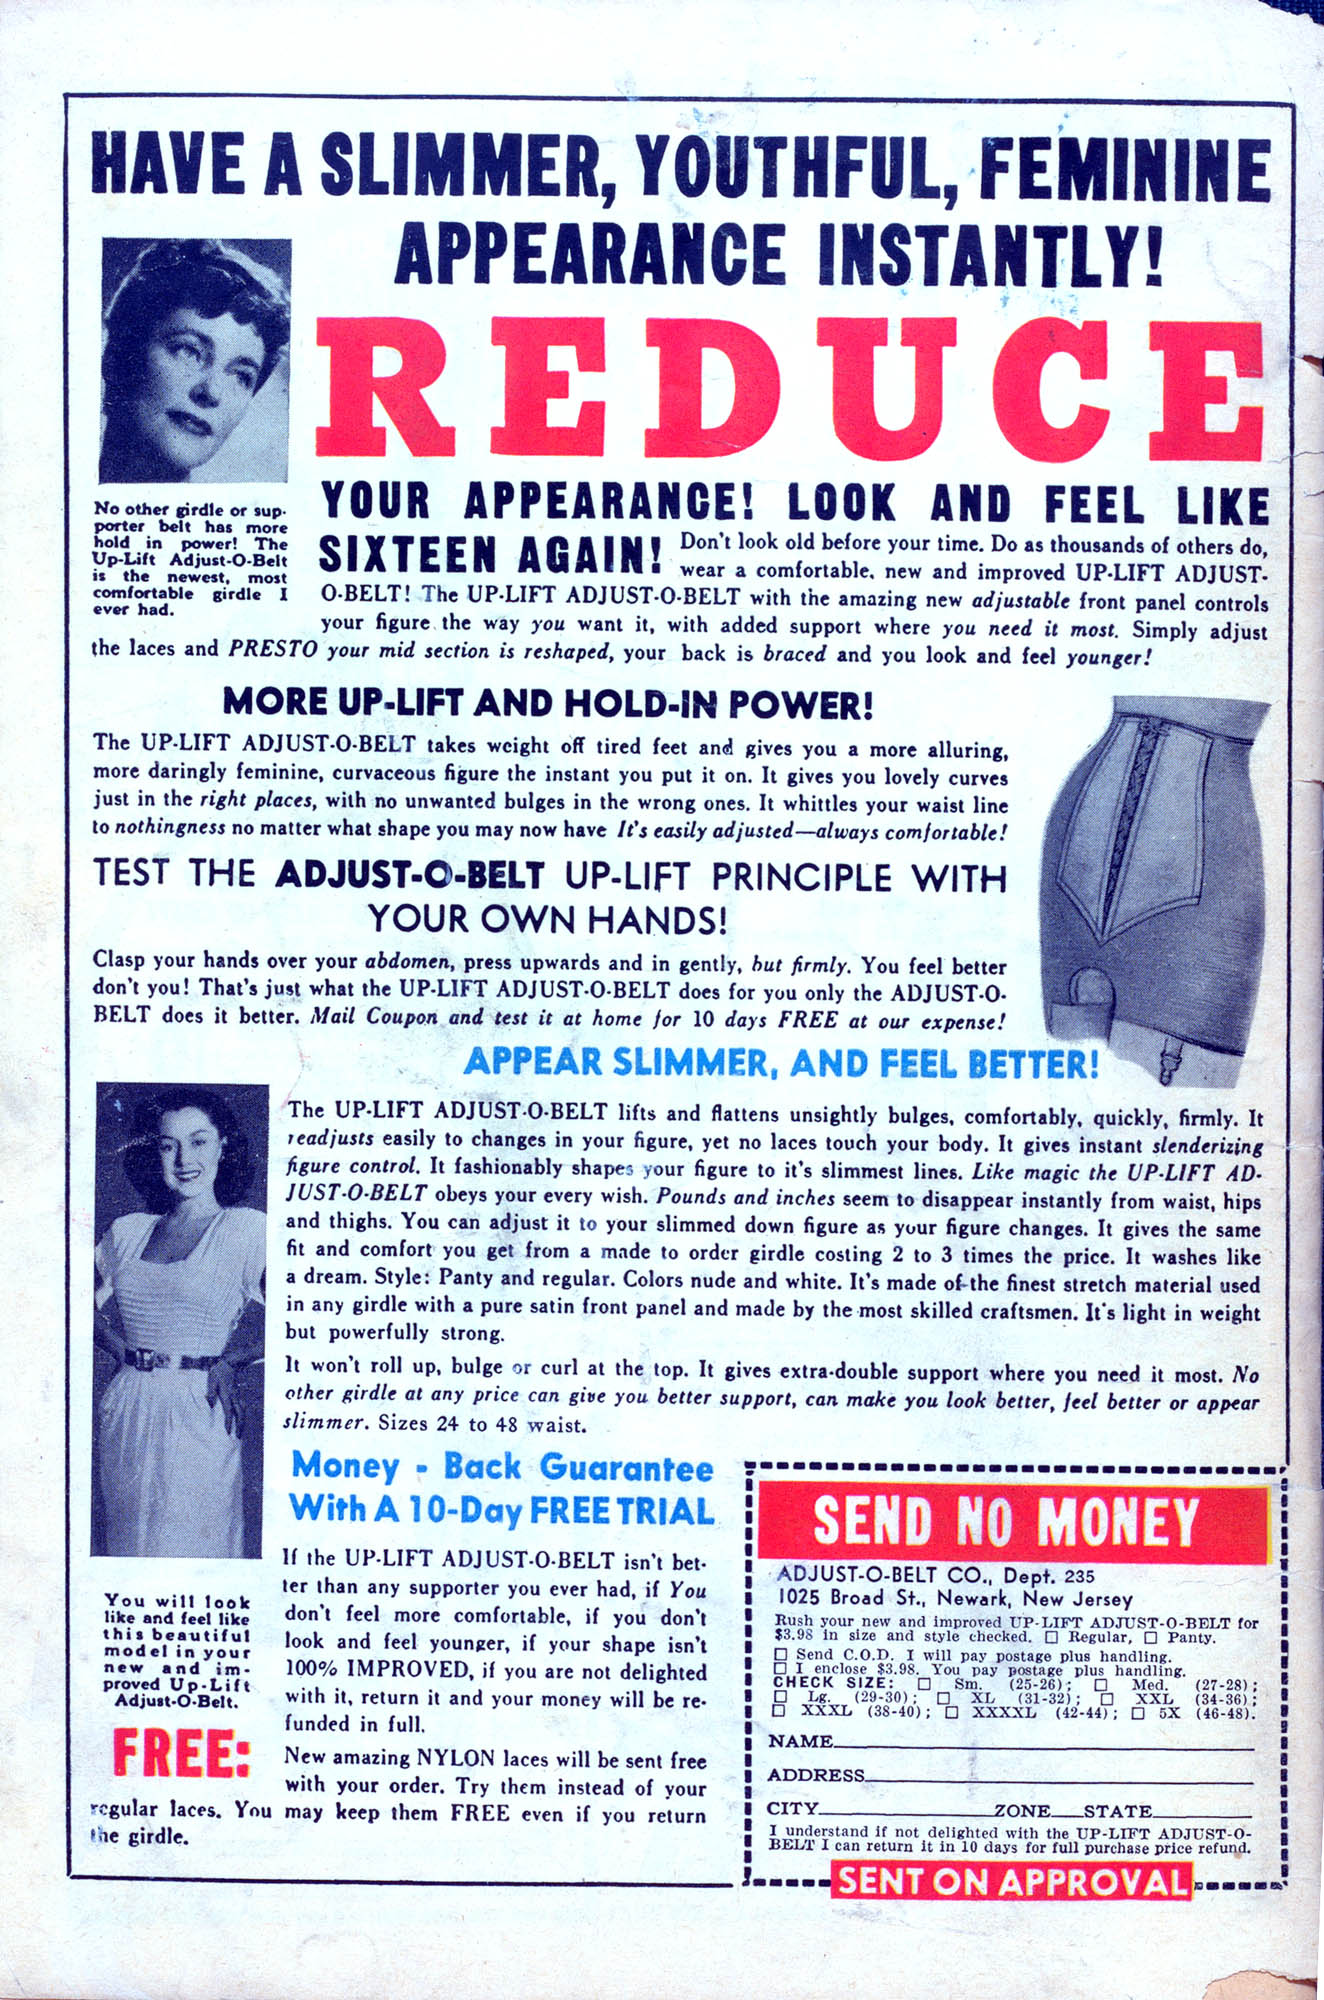 HAVE A SLIMMER, YOUTHFUL, FEMININE
APPEARANCE INSTANTLY!
REDUCE
YOUR APPEARANCE! LOOK AND FEEL LIKE
SIXTEEN AGAIN!
Don't look old before your time. Do as thousands of others do,
wear a comfortable, new and improved UP-LIFT ADJUST-
O-BELT! The UP-LIFT ADJUST-O-BELT with the amazing new adjustable front panel controls
your figure the way you want it, with added support where you need it most. Simply adjust
the laces and PRESTO your mid section is reshaped, your back is braced and you look and feel younger!
No other girdle or sup-
porter belt has more
hold in power! The
Up-Lift Adjust-O-Belt
is the newest, most
comfortable girdle I
ever had.
MORE UP-LIFT AND HOLD-IN POWER!
The UP-LIFT ADJUST-O-BELT takes weight off tired feet and gives you a more alluring,
more daringly feminine, curvaceous figure the instant you put it on. It gives you lovely curves
just in the right places, with no unwanted bulges in the wrong ones. It whittles your waist line
to nothingness no matter what shape you may now have It's easily adjusted—always comfortable!
TEST THE ADJUST-O-BELT UP-LIFT PRINCIPLE WITH
YOUR OWN HANDS!
Clasp your hands over your abdomen, press upwards and in gently, but firmly. You feel better
don't you! That's just what the UP-LIFT ADJUST-O-BELT does for you only the ADJUST-O-
BELT does it better. Mail Coupon and test it at home for 10 days FREE at our expense!
APPEAR SLIMMER, AND FEEL BETTER!
The UP-LIFT ADJUST-O-BELT lifts and flattens unsightly bulges, comfortably, quickly, firmly. It
readjusts easily to changes in your figure, yet no laces touch your body. It gives instant slenderizing
figure control. It fashionably shapes your figure to it's slimmest lines. Like magic the UP-LIFT AD-
JUST-O-BELT obeys your every wish. Pounds and inches seem to disappear instantly from waist, hips
and thighs. You can adjust it to your slimmed down figure as your figure changes. It gives the same
fit and comfort you get from a made to order girdle costing 2 to 3 times the price. It washes like
a dream. Style: Panty and regular. Colors nude and white. It's made of the finest stretch material used
in any girdle with a pure satin front panel and made by the most skilled craftsmen. It's light in weight
but powerfully strong.
It won't roll up, bulge or curl at the top. It gives extra-double support where you need it most. No
other girdle at any price can give you better support, can make you look better, feel better or appear
slimmer. Sizes 24 to 48 waist.
You will look
like and feel like
this beautiful
model in your
new and im-
proved Up-Lift
Adjust-O-Belt.
Money - Back Guarantee
With A 10-Day FREE TRIAL
If the UP-LIFT ADJUST-O-BELT isn't bet-
ter than any supporter you ever had, if You
don't feel more comfortable, if you don't
look and feel younger, if your shape isn't
100% IMPROVED, if you are not delighted
with it, return it and your money will be re-
funded in full.
FREE:
New amazing NYLON laces will be sent free
with your order. Try them instead of your
regular laces. You may keep them FREE even if you return
the girdle.
SEND NO MONEY
ADJUST-O-BELT CO., Dept. 235
1025 Broad St., Newark, New Jersey
Rush your new and improved UP-LIFT ADJUST-O-BELT for
$3.98 in size and style checked. ☐ Regular, ☐ Panty.
☐ Send C.O.D. I will pay postage plus handling.
☐ I enclose $3.98. You pay postage plus handling.
CHECK SIZE: ☐ Sm. (25-26); ☐ Med. (27-28);
☐ Lg. (29-30); ☐ XL (31-32); ☐ XXL (34-36);
☐ XXXL (38-40); ☐ XXXXL (42-44); ☐ 5X (46-48).
NAME
ADDRESS
CITY ZONE STATE
I understand if not delighted with the UP-LIFT ADJUST-O-
BELT I can return it in 10 days for full purchase price refund.
SENT ON APPROVAL